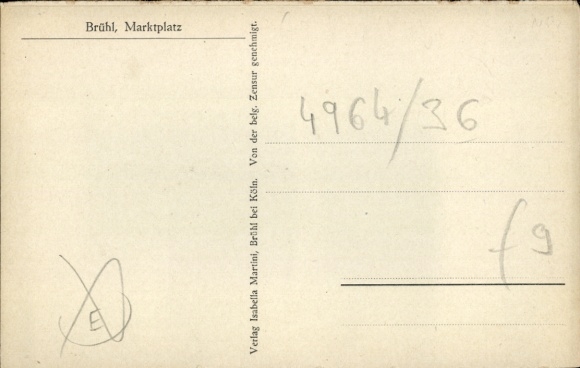 Brühl, Marktplatz
Verlag Isabella Martini, Brühl bei Köln. Von der belg. Zensur genehmigt.
4964/36
f9
E